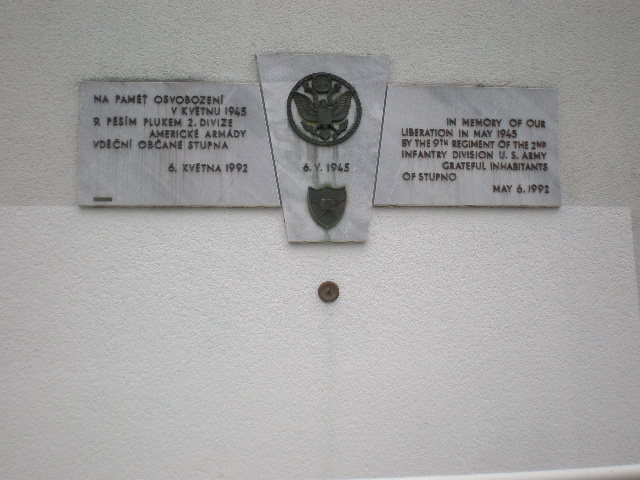 NA PAMĚT OSVOBOZENÍ
V KVĚTNU 1945
9. PĚŠÍM PLUKEM 2. DIVIZE
AMERICKÉ ARMÁDY
VDĚČNÍ OBČANÉ STUPNA
6. KVĚTNA 1992
6. V. 1945
IN MEMORY OF OUR
LIBERATION IN MAY 1945
BY THE 9TH REGIMENT OF THE 2ND
INFANTRY DIVISION U. S. ARMY
GRATEFUL INHABITANTS
OF STUPNO
MAY 6. 1992